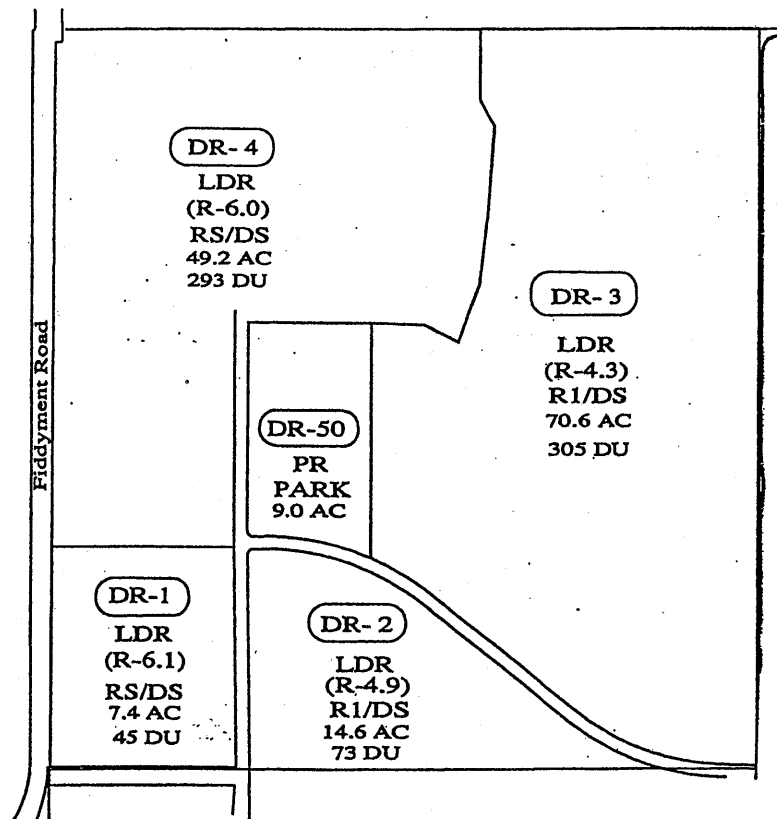 DR- 4
LDR
(R-6.0)
RS/DS
49.2 AC
293 DU
DR- 3
LDR
(R-4.3)
R1/DS
70.6 AC
305 DU
Fiddyment Road
DR-50
PR
PARK
9.0 AC
DR-1
LDR
(R-6.1)
RS/DS
7.4 AC
45 DU
DR- 2
LDR
(R-4.9)
R1/DS
14.6 AC
73 DU